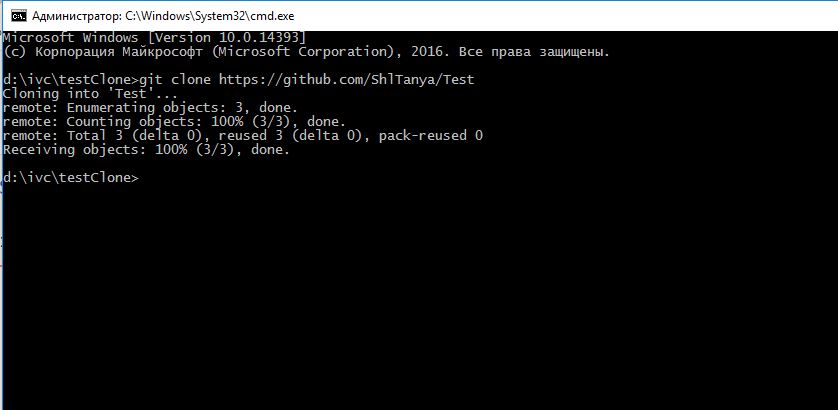 Администратор: C:\Windows\System32\cmd.exe
Microsoft Windows [Version 10.0.14393]
(c) Корпорация Майкрософт (Microsoft Corporation), 2016. Все права защищены.
d:\ivc\testClone>git clone https://github.com/ShlTanya/Test
Cloning into 'Test'...
remote: Enumerating objects: 3, done.
remote: Counting objects: 100% (3/3), done.
remote: Total 3 (delta 0), reused 3 (delta 0), pack-reused 0
Receiving objects: 100% (3/3), done.
d:\ivc\testClone>